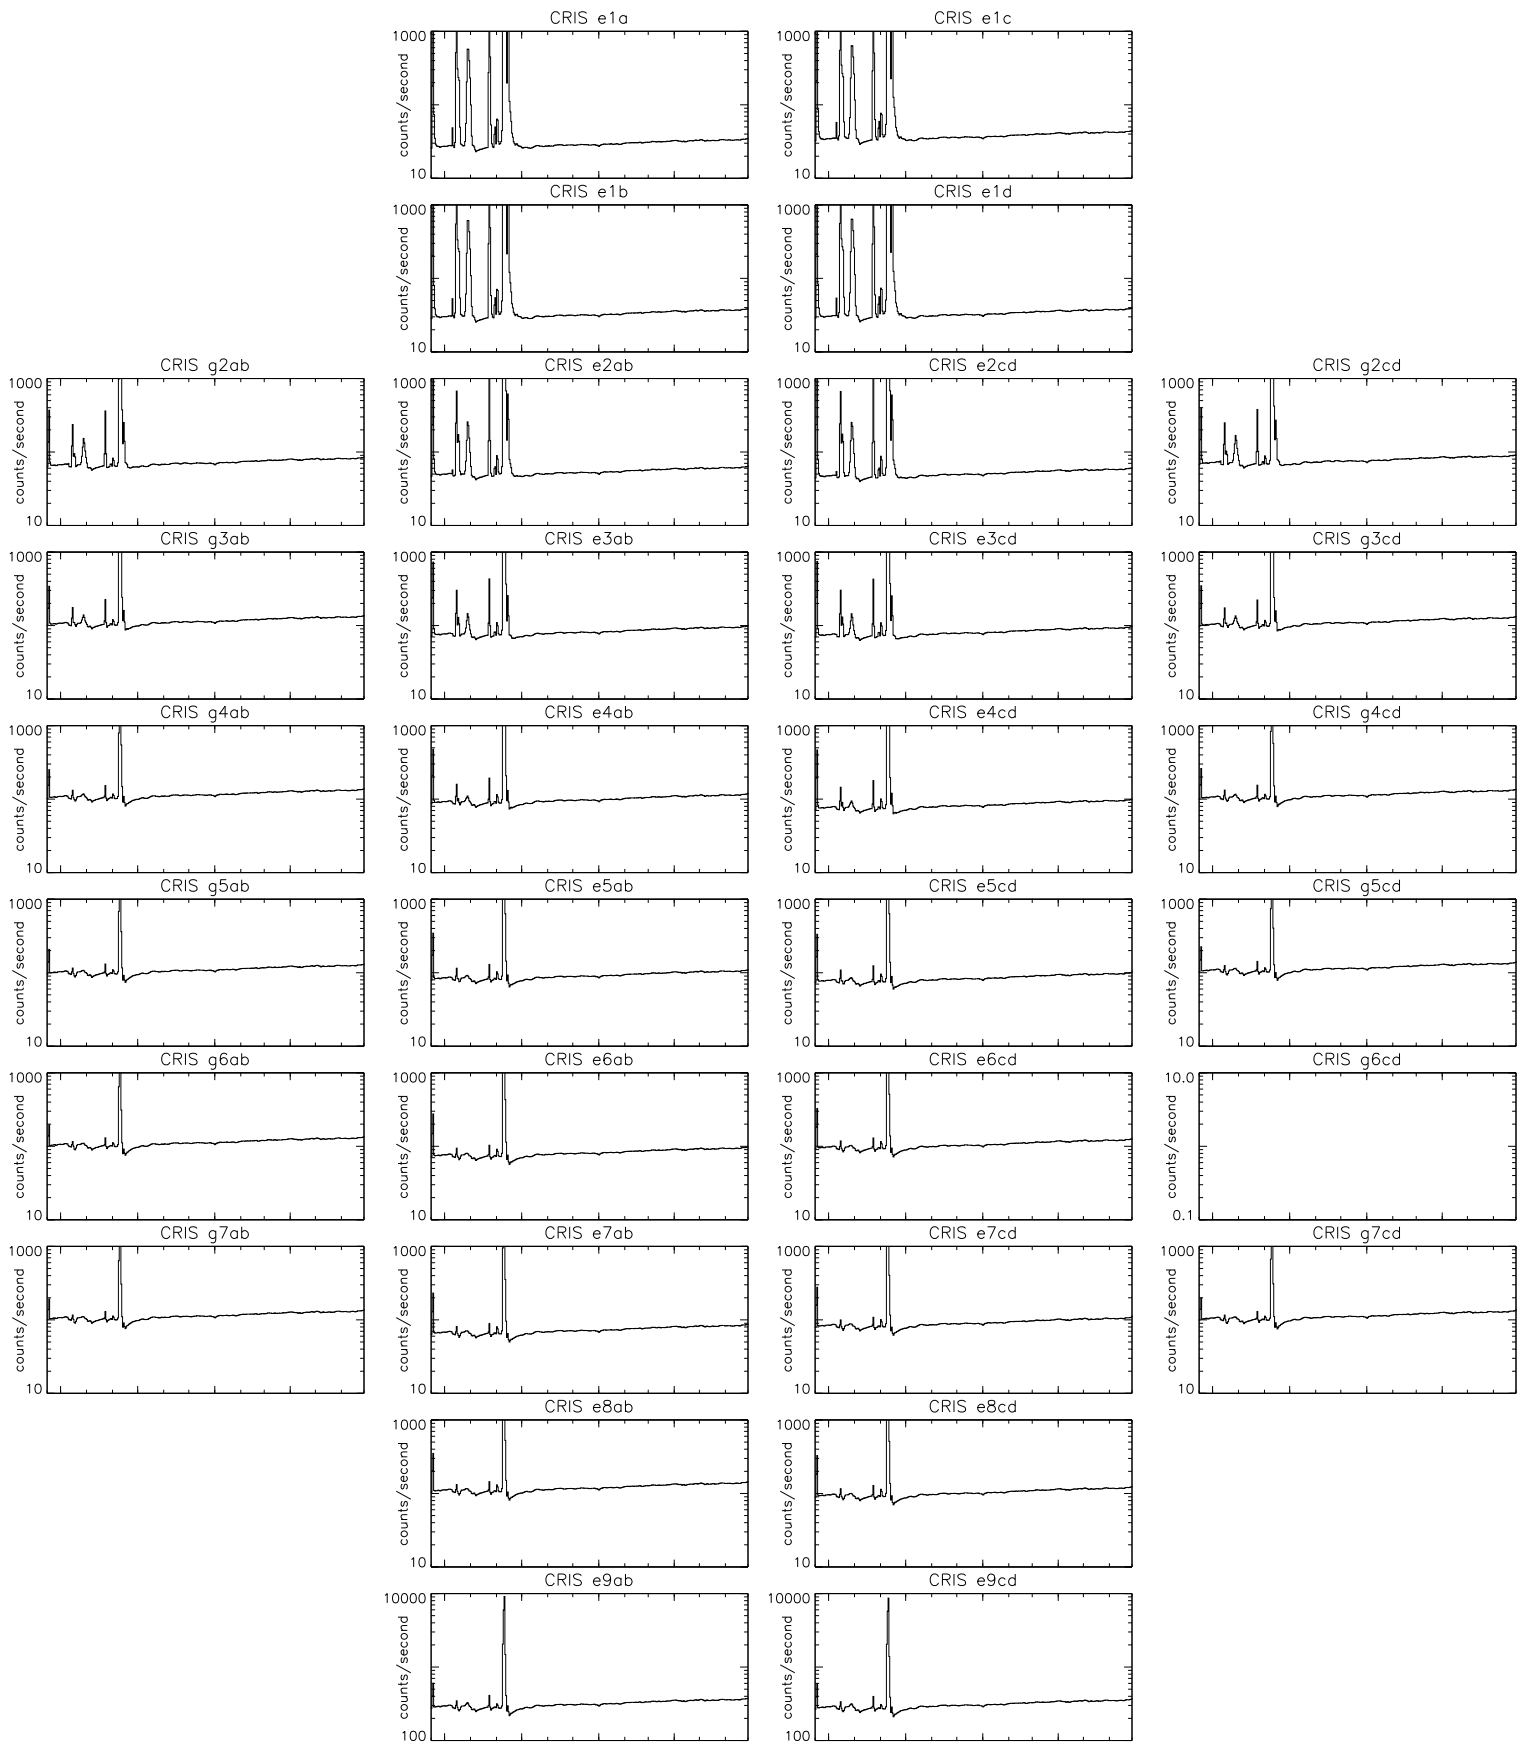 CRIS e1a CRIS e1c
1000 1000
counts/second counts/second
10 10
CRIS e1b CRIS e1d
1000 1000
counts/second counts/second
10 10
CRIS g2ab CRIS e2ab CRIS e2cd CRIS g2cd
1000 1000 1000 1000
counts/second counts/second counts/second counts/second
10 10 10 10
CRIS g3ab CRIS e3ab CRIS e3cd CRIS g3cd
1000 1000 1000 1000
counts/second counts/second counts/second counts/second
10 10 10 10
CRIS g4ab CRIS e4ab CRIS e4cd CRIS g4cd
1000 1000 1000 1000
counts/second counts/second counts/second counts/second
10 10 10 10
CRIS g5ab CRIS e5ab CRIS e5cd CRIS g5cd
1000 1000 1000 1000
counts/second counts/second counts/second counts/second
10 10 10 10
CRIS g6ab CRIS e6ab CRIS e6cd CRIS g6cd
1000 1000 1000 10.0
counts/second counts/second counts/second counts/second
10 10 10 0.1
CRIS g7ab CRIS e7ab CRIS e7cd CRIS g7cd
1000 1000 1000 1000
counts/second counts/second counts/second counts/second
10 10 10 10
CRIS e8ab CRIS e8cd
1000 1000
counts/second counts/second
10 10
CRIS e9ab CRIS e9cd
10000 10000
counts/second counts/second
100 100